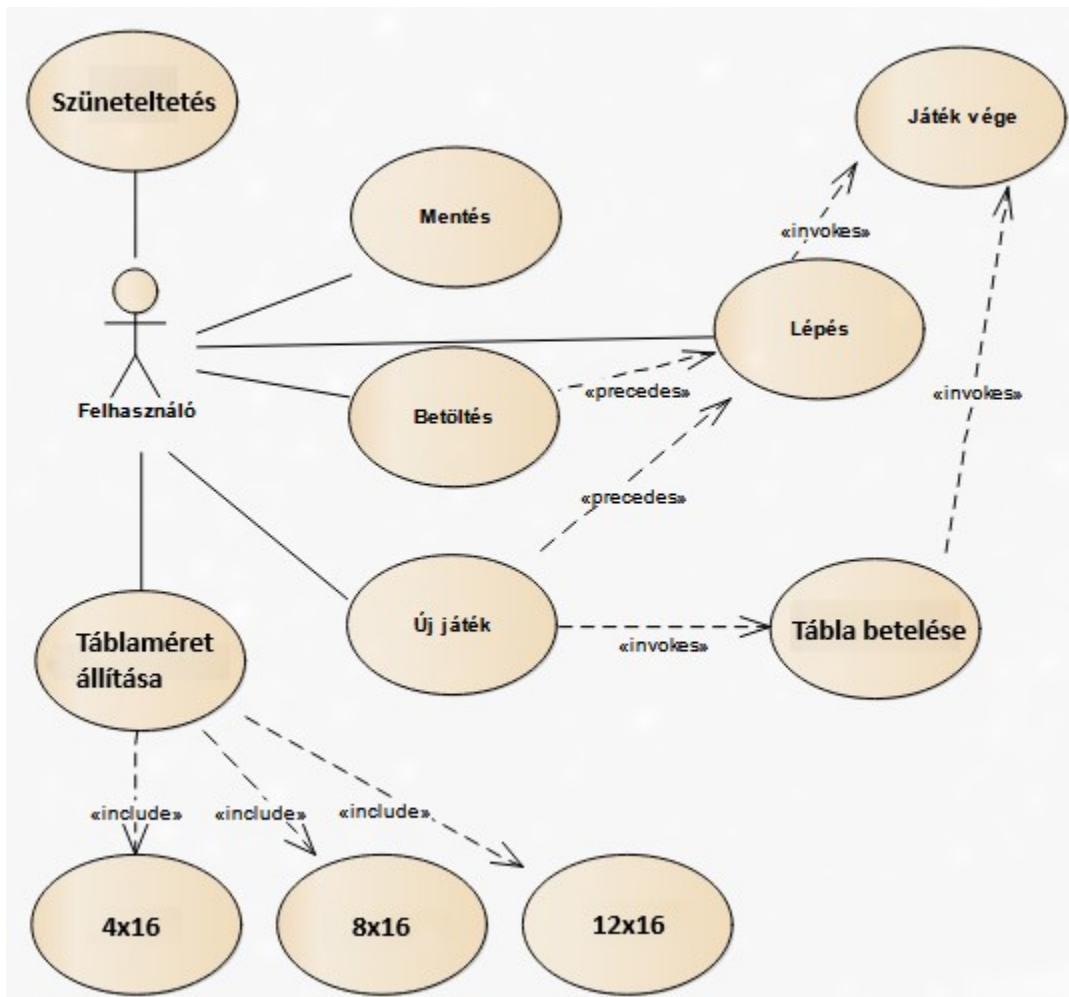 Szüneteltetés
Játék vége
Mentés
«invokes»
Lépés
Felhasználó
«precedes»
Betöltés
«invokes»
«precedes»
Új játék
«invokes»
Tábla betelése
Táblaméret
állítása
«include»
«include»
«include»
4x16
8x16
12x16